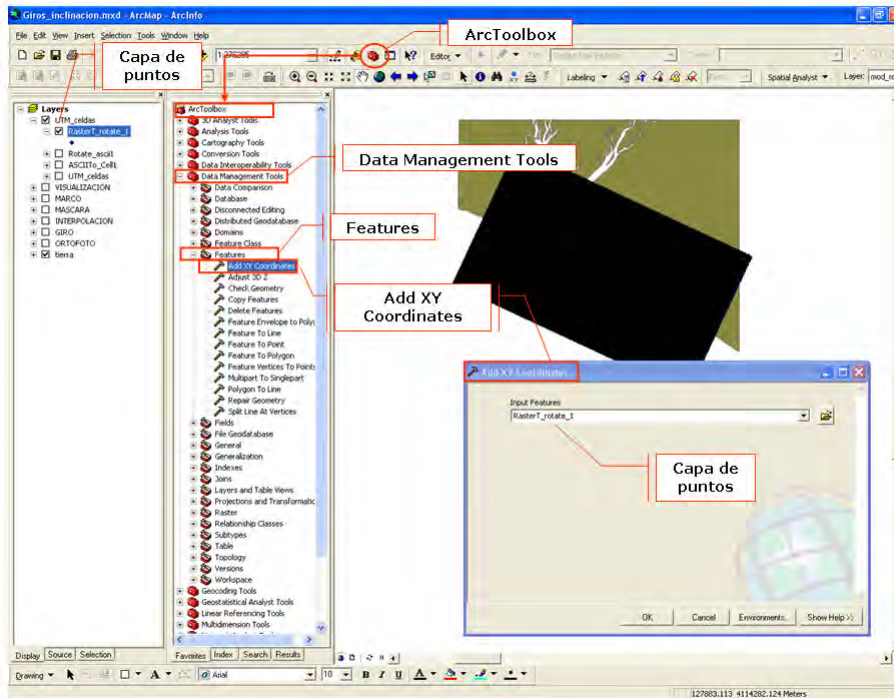 Giros_inclinacion.mxd - ArcMap - ArcInfo
File Edit View Insert Selection Tools Window Help
Editor
Labeling
Spatial Analyst
Layer:
ArcToolbox
Capa de
puntos
Layers
UTM_celdas
RasterT_rotate_1
Rotate_ascii1
ASCIITo_Cell1
UTM_celdas
VISUALIZACIÓN
MARCO
MASCARA
INTERPOLACION
GIRO
ORTOFOTO
tierra
ArcToolbox
3D Analyst Tools
Analysis Tools
Cartography Tools
Conversion Tools
Data Interoperability Tools
Data Management Tools
Data Comparison
Database
Disconnected Editing
Distributed Geodatabase
Domains
Feature Class
Features
Add XY Coordinates
Adjust 3D Z
Check Geometry
Copy Features
Delete Features
Feature Envelope to Poly
Feature To Line
Feature To Point
Feature To Polygon
Feature Vertices To Points
Multipart To Singlepart
Polygon To Line
Repair Geometry
Split Line At Vertices
Fields
File Geodatabase
General
Generalization
Indexes
Joins
Layers and Table Views
Projections and Transformatic
Raster
Relationship Classes
Subtypes
Table
Topology
Versions
Workspace
Geocoding Tools
Geostatistical Analyst Tools
Linear Referencing Tools
Multidimension Tools
Data Management Tools
Features
Add XY
Coordinates
Add XY Coordinates
Input Features
RasterT_rotate_1
Capa de
puntos
OK Cancel Environments... Show Help >>
Display Source Selection
Favorites Index Search Results
Drawing A Arial 10 B I U A
127883.113 4114282.124 Meters